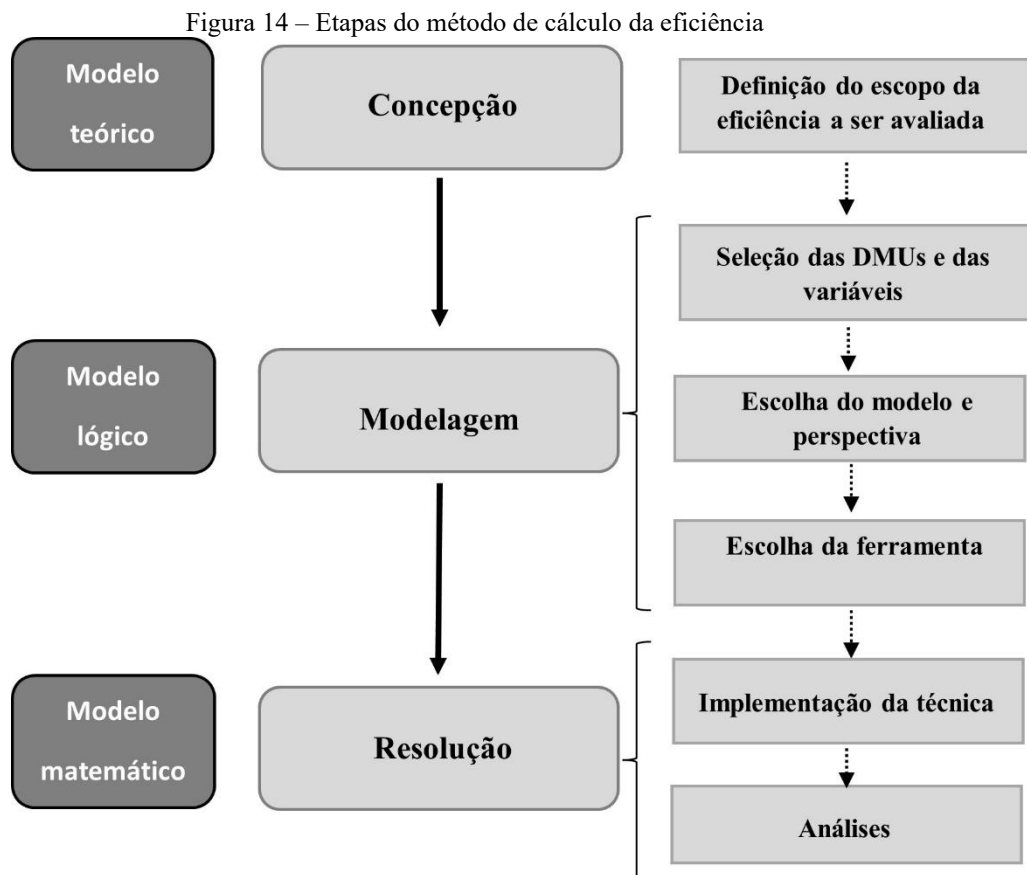 Figura 14 – Etapas do método de cálculo da eficiência
Modelo
teórico
Concepção
Definição do escopo da
eficiência a ser avaliada
Seleção das DMUs e das
variáveis
Modelo
lógico
Modelagem
Escolha do modelo e
perspectiva
Escolha da ferramenta
Modelo
matemático
Resolução
Implementação da técnica
Análises